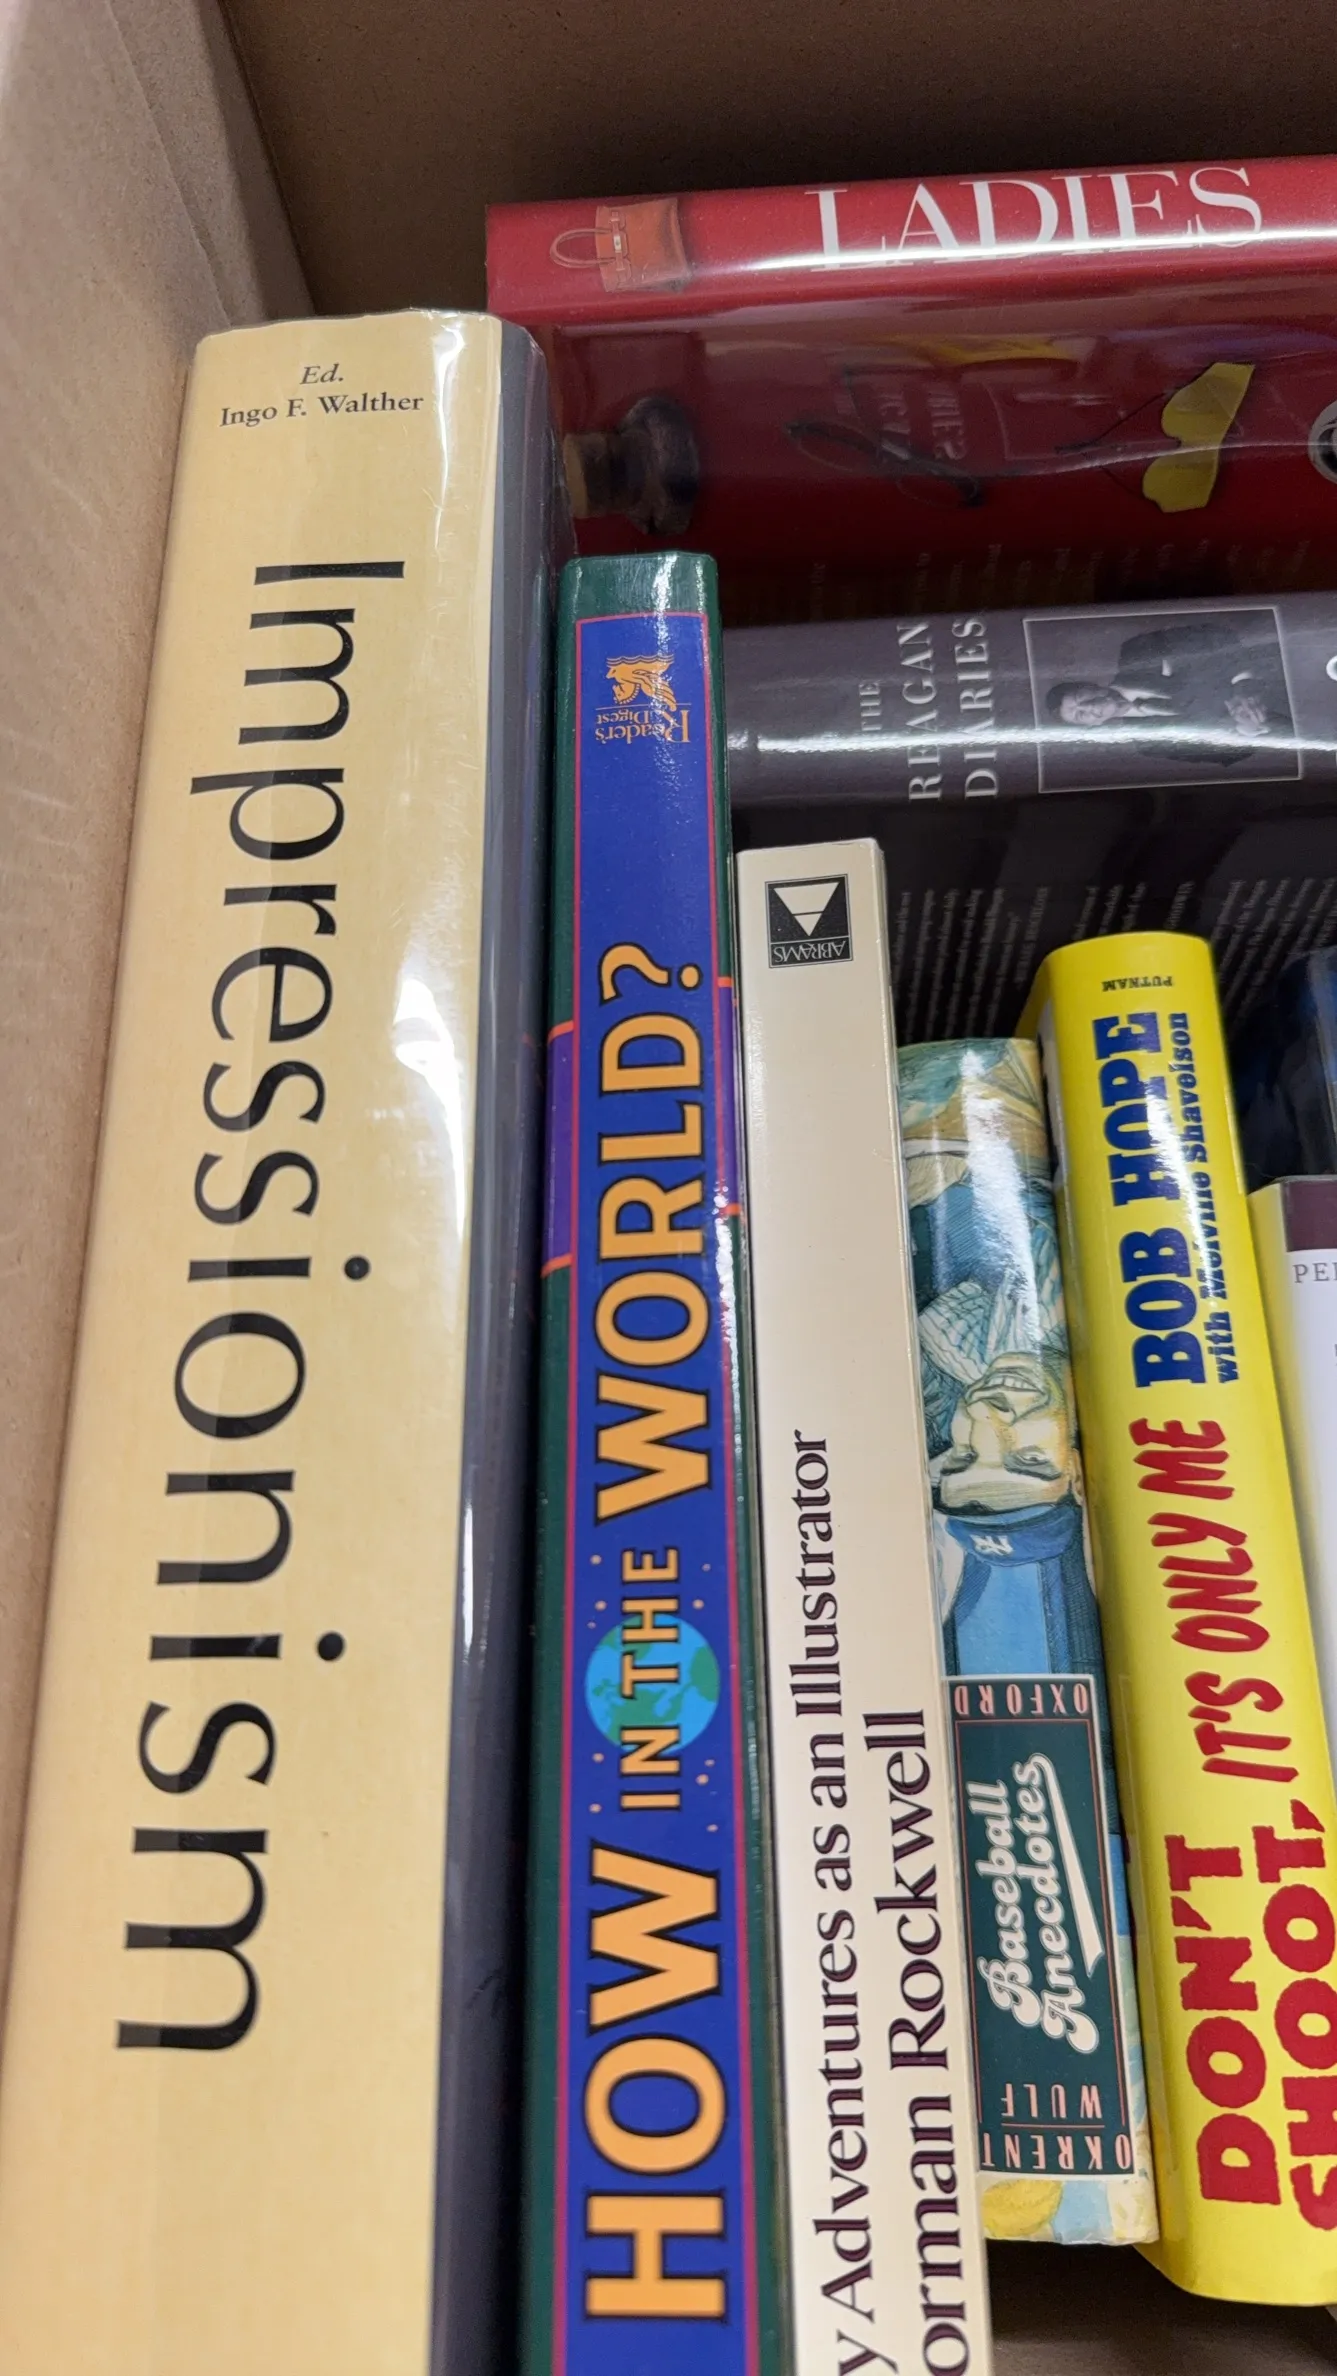 LADIES
Ed.
Ingo F. Walther
Impressionism
Reader's
Digest
HOW IN THE WORLD?
THE
REAGAN
DIARIES
ABRAMS
y Adventures as an Illustrator
orman Rockwell
OXFORD
Baseball
Anecdotes
WULF
OKRENT
PUTNAM
BOB HOPE
with Melville Shavelson
DON'T
SHOOT,
IT'S ONLY ME
PE